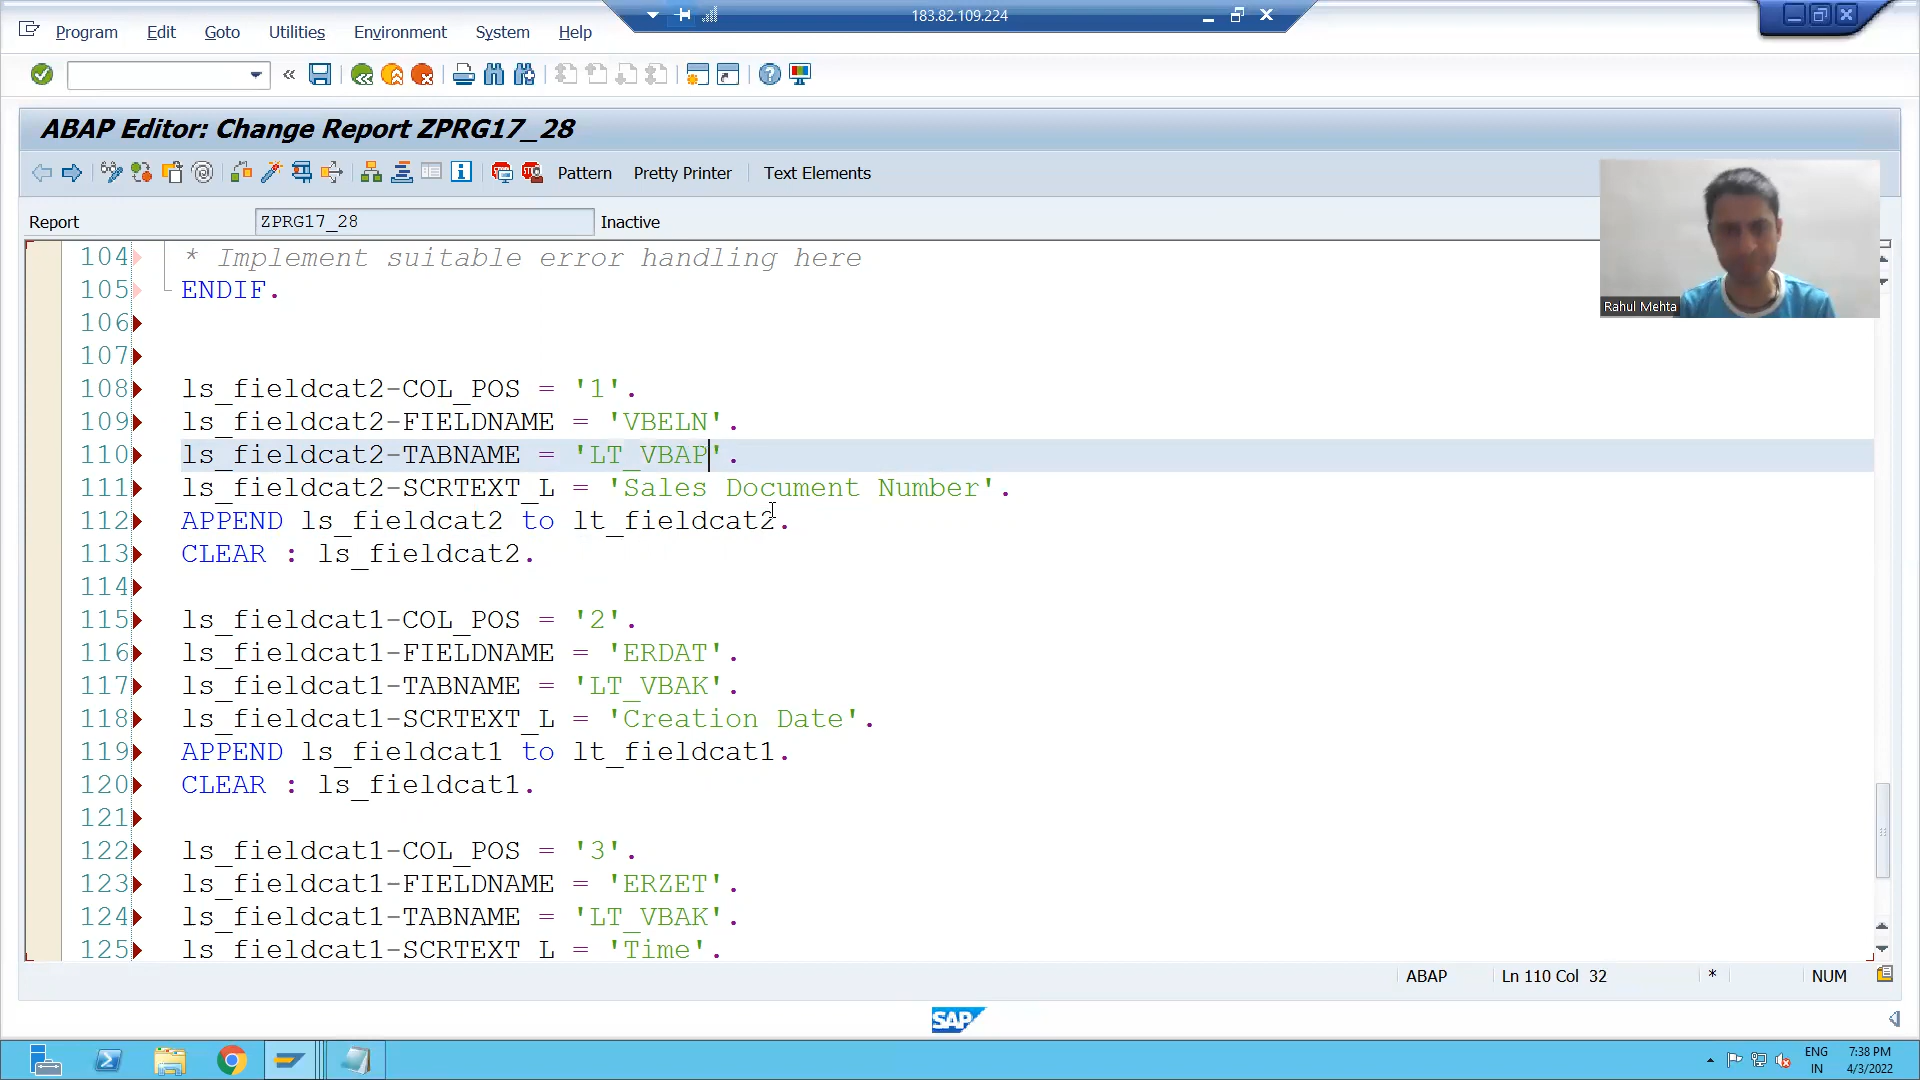 183.82.109.224
Program Edit Goto Utilities Environment System Help
ABAP Editor: Change Report ZPRG17_28
Pattern Pretty Printer Text Elements
Report ZPRG17_28 Inactive
Rahul Mehta
104 * Implement suitable error handling here
105 ENDIF.
106
107
108 ls_fieldcat2-COL_POS = '1'.
109 ls_fieldcat2-FIELDNAME = 'VBELN'.
110 ls_fieldcat2-TABNAME = 'LT_VBAP'.
111 ls_fieldcat2-SCRTEXT_L = 'Sales Document Number'.
112 APPEND ls_fieldcat2 to lt_fieldcat2.
113 CLEAR : ls_fieldcat2.
114
115 ls_fieldcat1-COL_POS = '2'.
116 ls_fieldcat1-FIELDNAME = 'ERDAT'.
117 ls_fieldcat1-TABNAME = 'LT_VBAK'.
118 ls_fieldcat1-SCRTEXT_L = 'Creation Date'.
119 APPEND ls_fieldcat1 to lt_fieldcat1.
120 CLEAR : ls_fieldcat1.
121
122 ls_fieldcat1-COL_POS = '3'.
123 ls_fieldcat1-FIELDNAME = 'ERZET'.
124 ls_fieldcat1-TABNAME = 'LT_VBAK'.
125 ls_fieldcat1-SCRTEXT_L = 'Time'.
ABAP Ln 110 Col 32 * NUM
SAP
ENG 7:38 PM
IN 4/3/2022